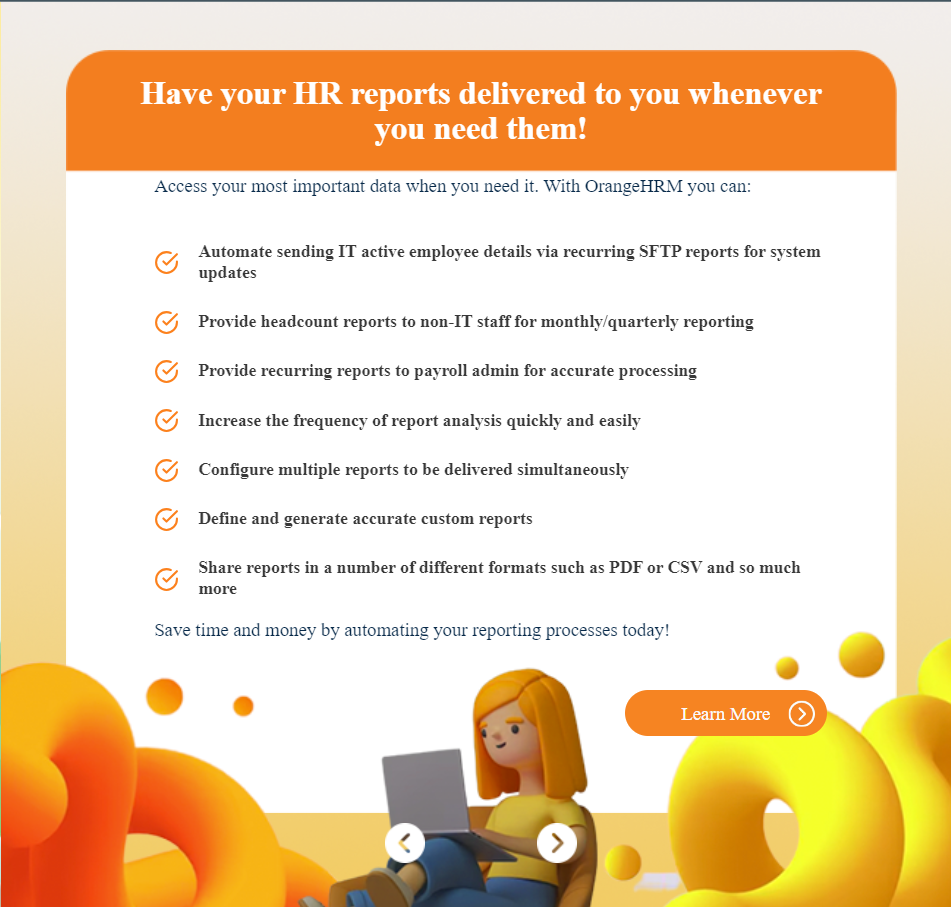 Have your HR reports delivered to you whenever
you need them!
Access your most important data when you need it. With OrangeHRM you can:
Automate sending IT active employee details via recurring SFTP reports for system
updates
Provide headcount reports to non-IT staff for monthly/quarterly reporting
Provide recurring reports to payroll admin for accurate processing
Increase the frequency of report analysis quickly and easily
Configure multiple reports to be delivered simultaneously
Define and generate accurate custom reports
Share reports in a number of different formats such as PDF or CSV and so much
more
Save time and money by automating your reporting processes today!
Learn More